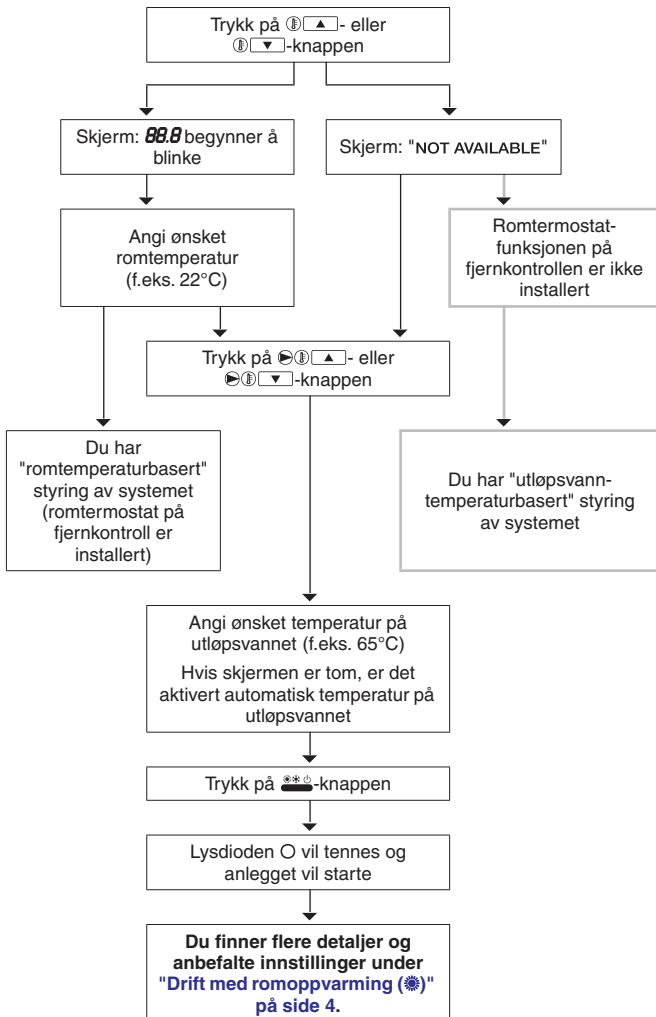 Trykk på ▲ - eller
▼ -knappen
Skjerm: 88.8 begynner å
blinke
Skjerm: "NOT AVAILABLE"
Angi ønsket
romtemperatur
(f.eks. 22°C)
Romtermostat-
funksjonen på
fjernkontrollen er ikke
installert
Trykk på ▲ - eller
▼ -knappen
Du har
"romtemperaturbasert"
styring av systemet
(romtermostat på
fjernkontroll er
installert)
Du har "utløpsvann-
temperaturbasert" styring
av systemet
Angi ønsket temperatur på
utløpsvannet (f.eks. 65°C)
Hvis skjermen er tom, er det
aktivert automatisk temperatur på
utløpsvannet
Trykk på -knappen
Lysdioden O vil tennes og
anlegget vil starte
Du finner flere detaljer og
anbefalte innstillinger under
"Drift med romoppvarming (☼)"
på side 4.